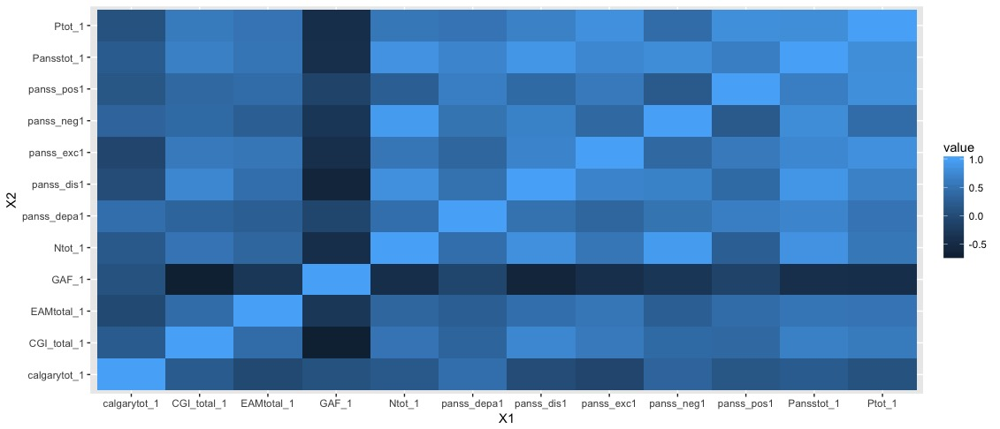 Ptot_1
Pansstot_1
panss_pos1
panss_neg1
panss_exc1
panss_dis1
panss_depa1
Ntot_1
GAF_1
EAMtotal_1
CGI_total_1
calgarytot_1
X2
calgarytot_1 CGI_total_1 EAMtotal_1 GAF_1 Ntot_1 panss_depa1 panss_dis1 panss_exc1 panss_neg1 panss_pos1 Pansstot_1 Ptot_1
X1
value
1.0
0.5
0.0
-0.5